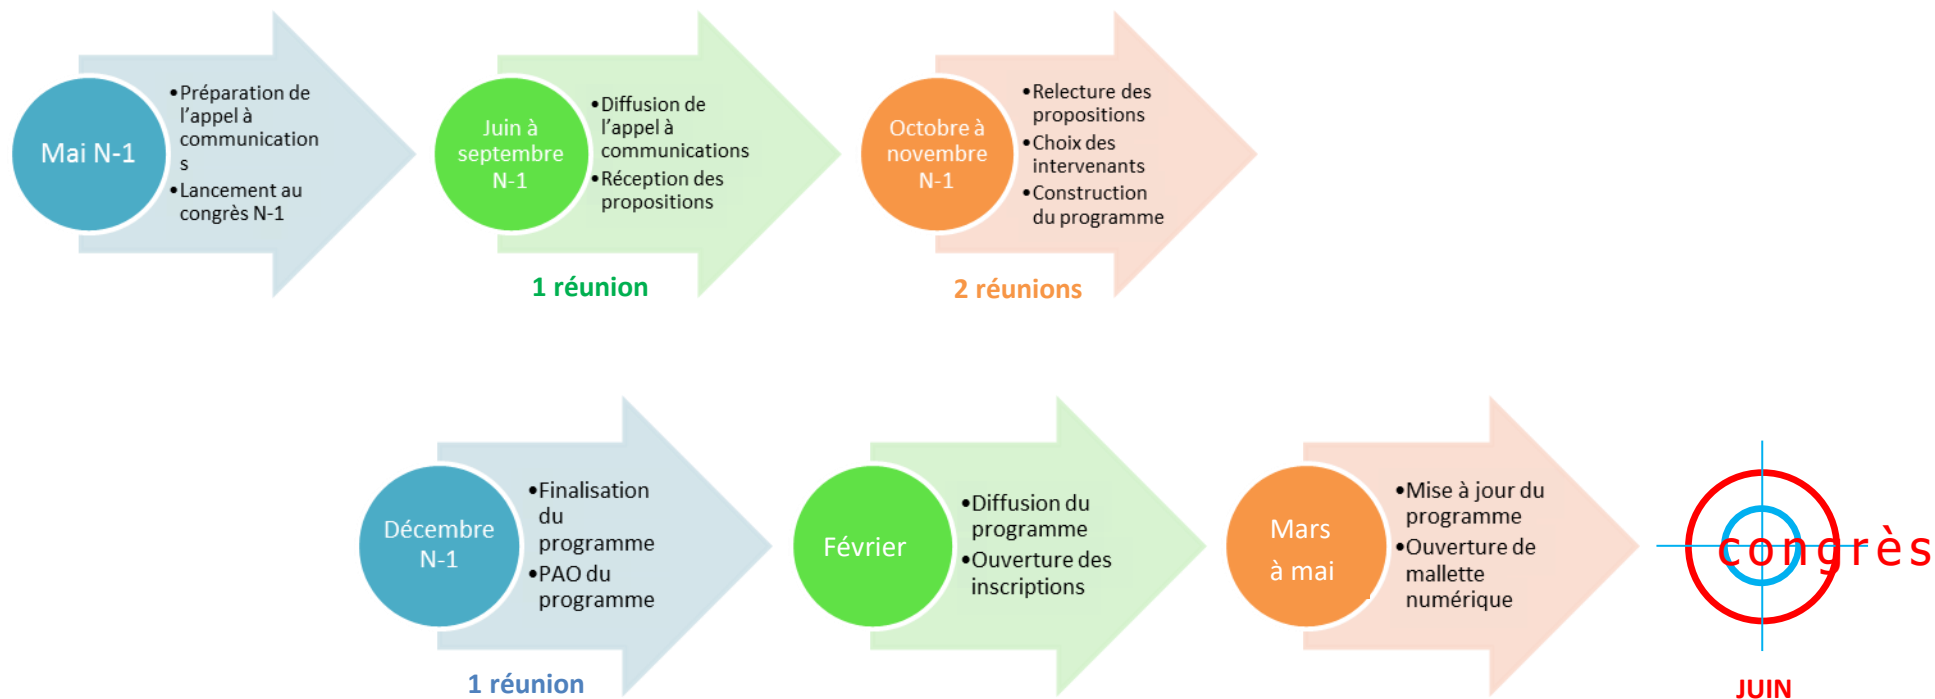 Mai N-1
•Préparation de
l'appel à
communication
s
•Lancement au
congrès N-1
Juin à
septembre
N-1
•Diffusion de
l'appel à
communications
•Réception des
propositions
1 réunion
Octobre à
novembre
N-1
•Relecture des
propositions
•Choix des
intervenants
•Construction
du programme
2 réunions
Décembre
N-1
•Finalisation
du
programme
•PAO du
programme
1 réunion
Février
•Diffusion du
programme
•Ouverture des
inscriptions
Mars
à mai
•Mise à jour du
programme
•Ouverture de
mallette
numérique
congrès
JUIN